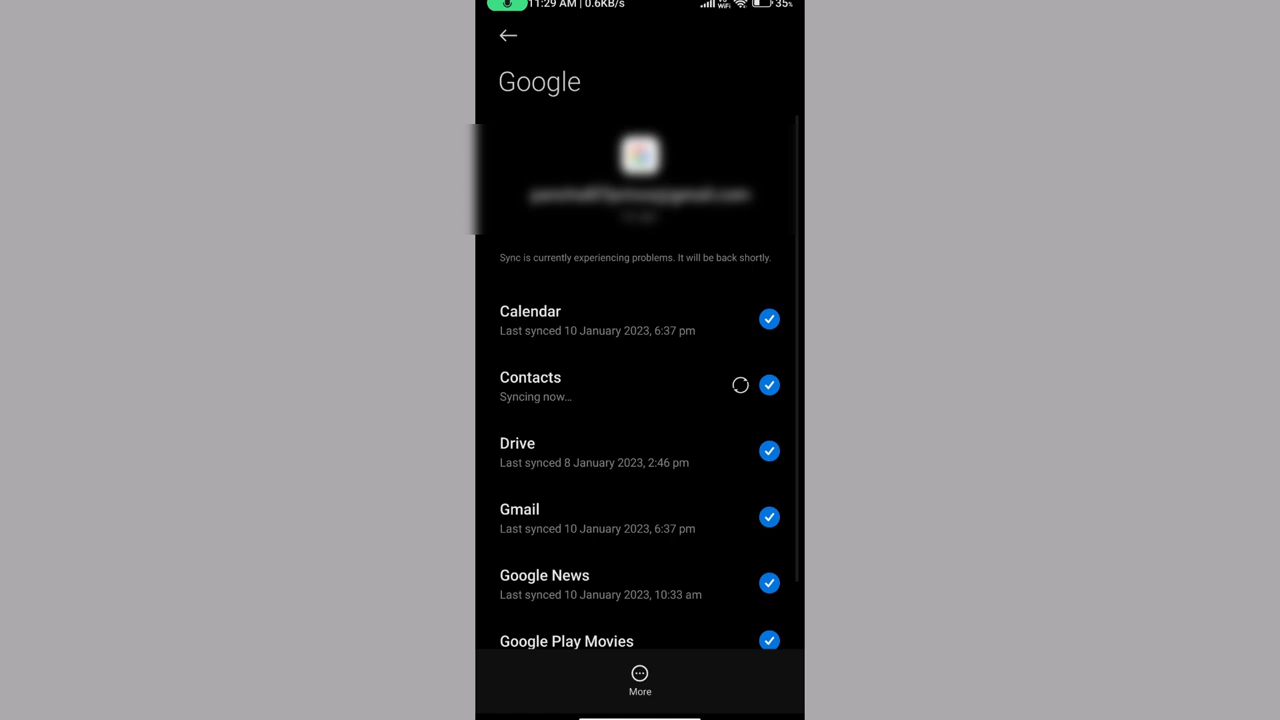 11:29 AM | 0.6KB/s
35%
Google
Sync is currently experiencing problems. It will be back shortly.
Calendar
Last synced 10 January 2023, 6:37 pm
Contacts
Syncing now...
Drive
Last synced 8 January 2023, 2:46 pm
Gmail
Last synced 10 January 2023, 6:37 pm
Google News
Last synced 10 January 2023, 10:33 am
Google Play Movies
More